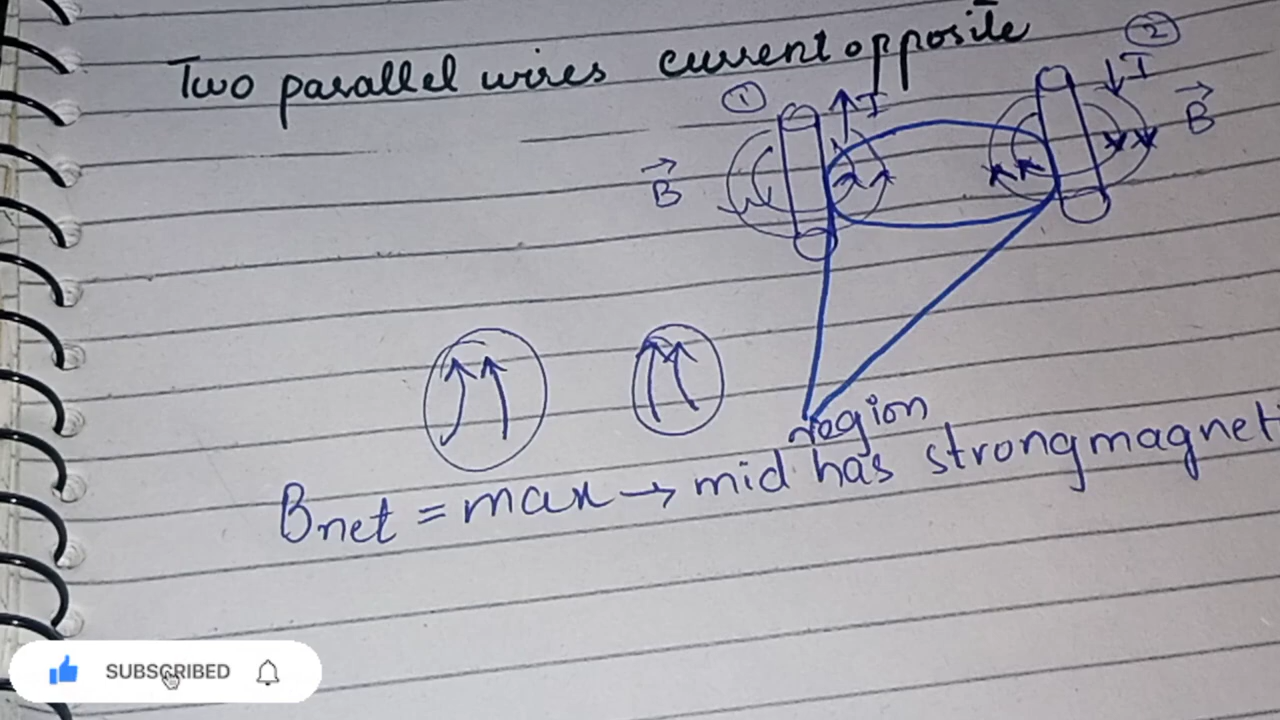 Two parallel wires current opposite
① ↑I ② ↓I
B B
region
Bnet = max → mid has strong magnet
SUBSCRIBED